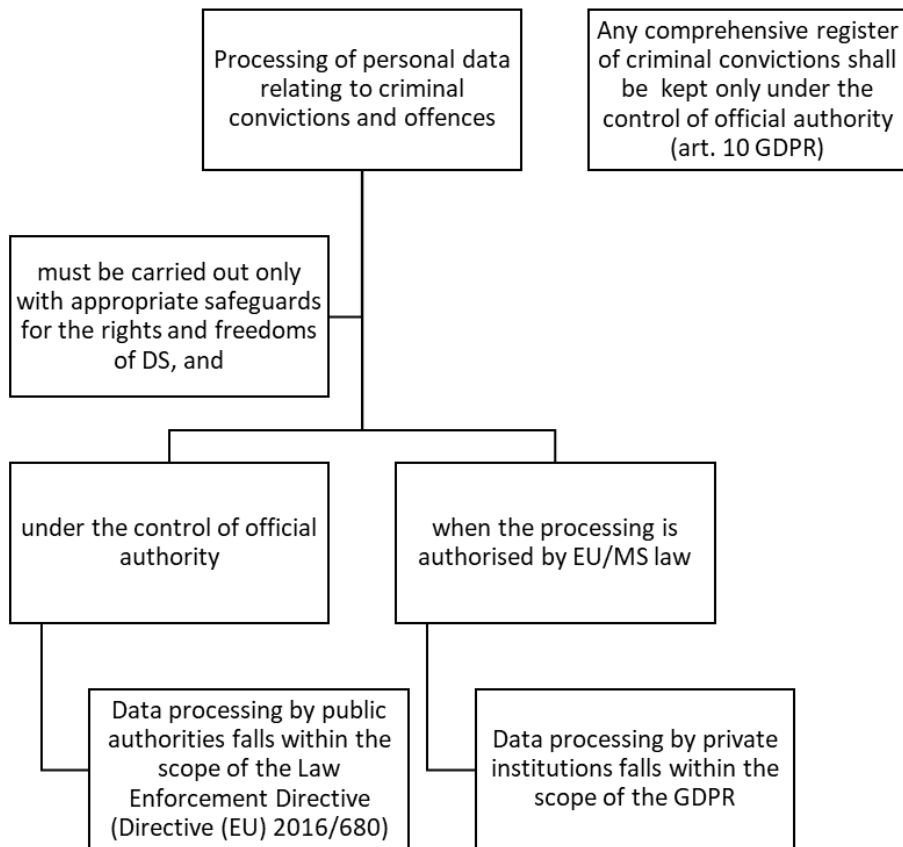 Processing of personal data
relating to criminal
convictions and offences
Any comprehensive register
of criminal convictions shall
be kept only under the
control of official authority
(art. 10 GDPR)
must be carried out only
with appropriate safeguards
for the rights and freedoms
of DS, and
under the control of official
authority
when the processing is
authorised by EU/MS law
Data processing by public
authorities falls within the
scope of the Law
Enforcement Directive
(Directive (EU) 2016/680)
Data processing by private
institutions falls within the
scope of the GDPR